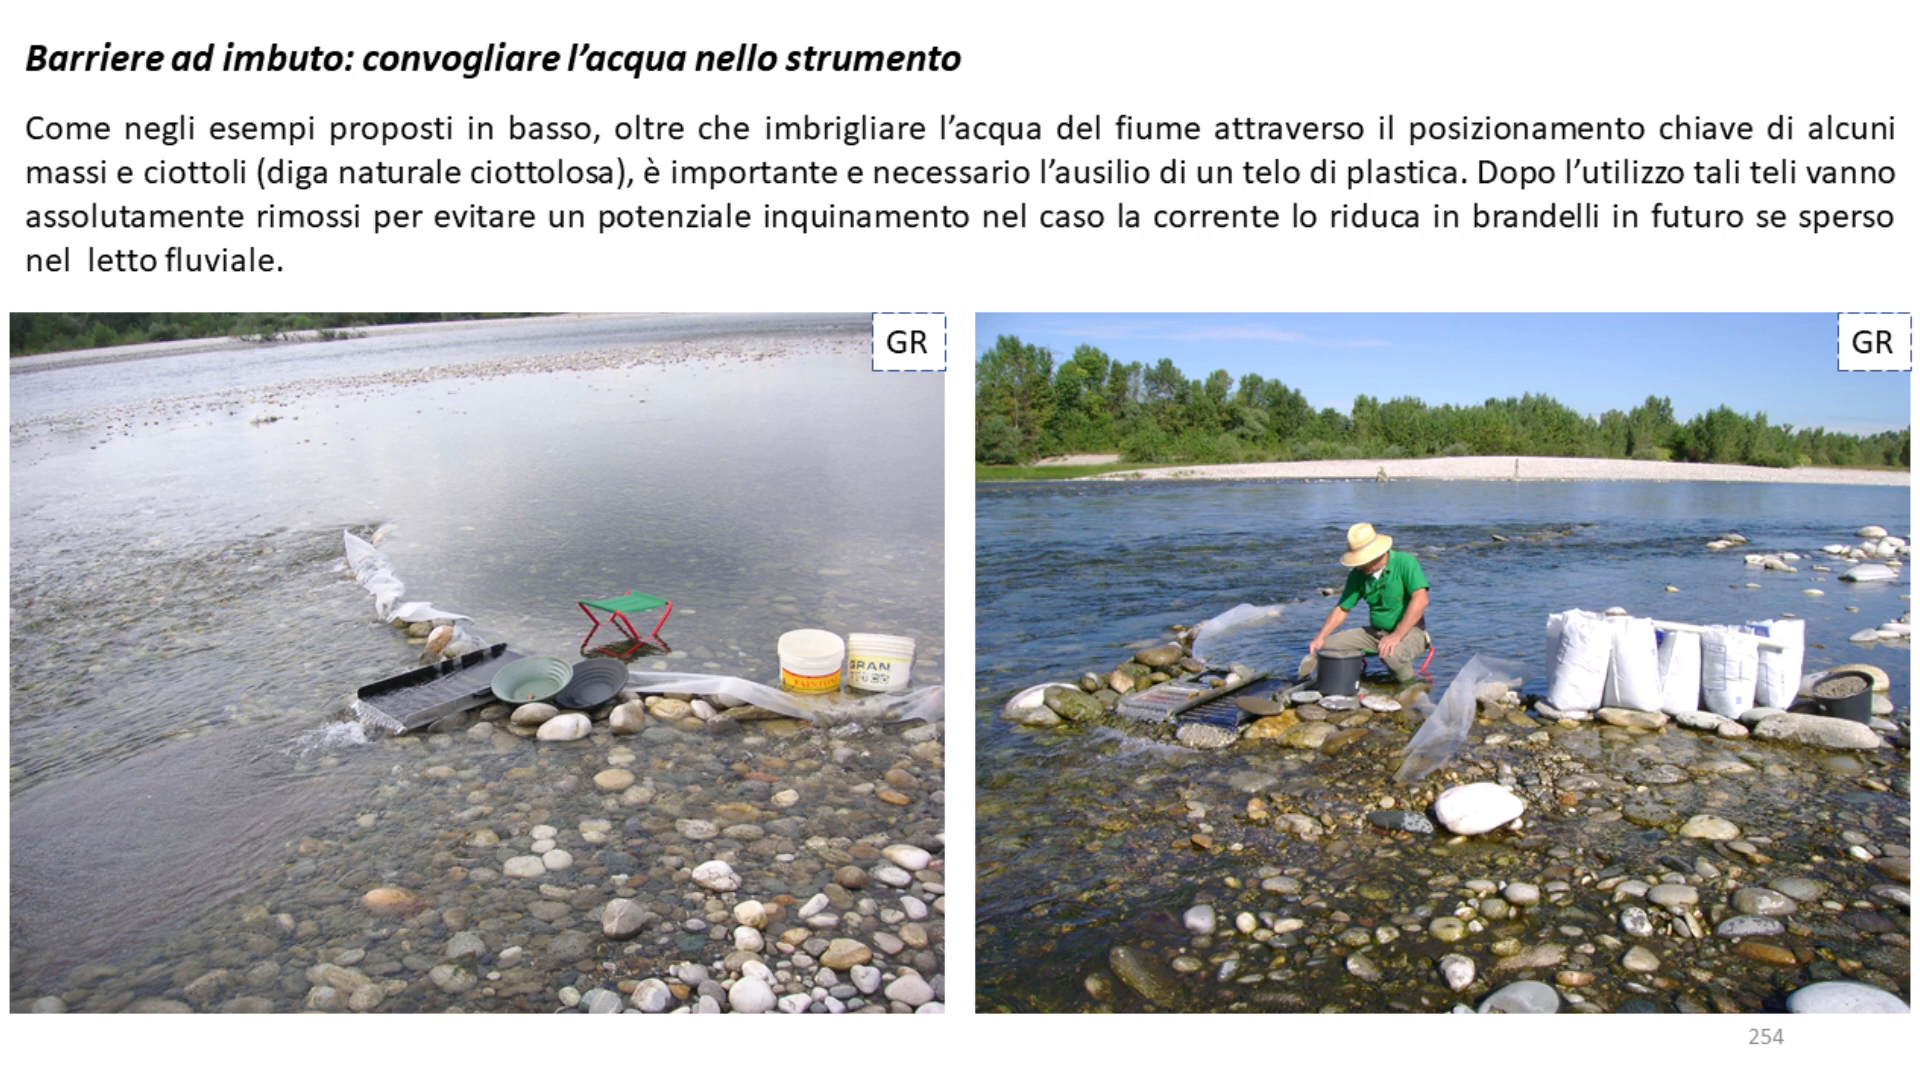 Barriere ad imbuto: convogliare l’acqua nello strumento
Come negli esempi proposti in basso, oltre che imbrigliare l’acqua del fiume attraverso il posizionamento chiave di alcuni
massi e ciottoli (diga naturale ciottolosa), è importante e necessario l’ausilio di un telo di plastica. Dopo l’utilizzo tali teli vanno
assolutamente rimossi per evitare un potenziale inquinamento nel caso la corrente lo riduca in brandelli in futuro se sperso
nel letto fluviale.
GR
GR
GRAN
254